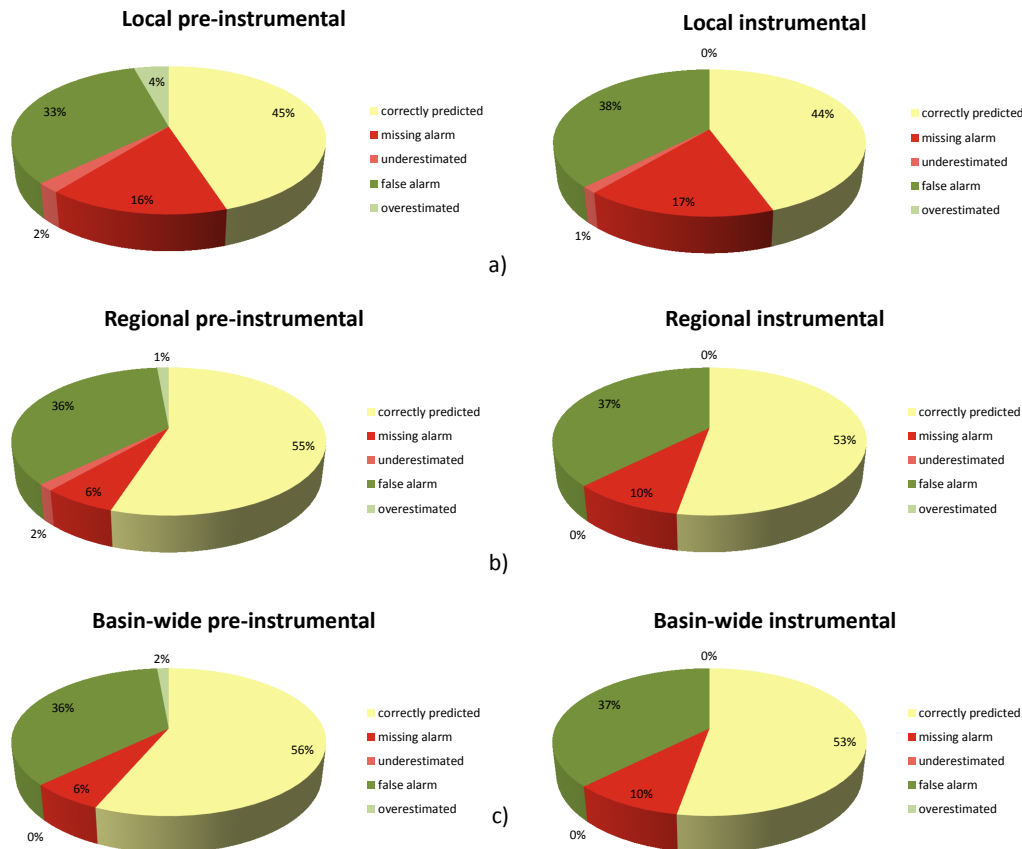 Local pre-instrumental
4%
33%
45%
16%
2%
correctly predicted
missing alarm
underestimated
false alarm
overestimated
Local instrumental
0%
38%
44%
17%
1%
correctly predicted
missing alarm
underestimated
false alarm
overestimated
a)
Regional pre-instrumental
1%
36%
55%
6%
2%
correctly predicted
missing alarm
underestimated
false alarm
overestimated
Regional instrumental
0%
37%
53%
10%
0%
correctly predicted
missing alarm
underestimated
false alarm
overestimated
b)
Basin-wide pre-instrumental
2%
36%
56%
6%
0%
correctly predicted
missing alarm
underestimated
false alarm
overestimated
Basin-wide instrumental
0%
37%
53%
10%
0%
correctly predicted
missing alarm
underestimated
false alarm
overestimated
c)